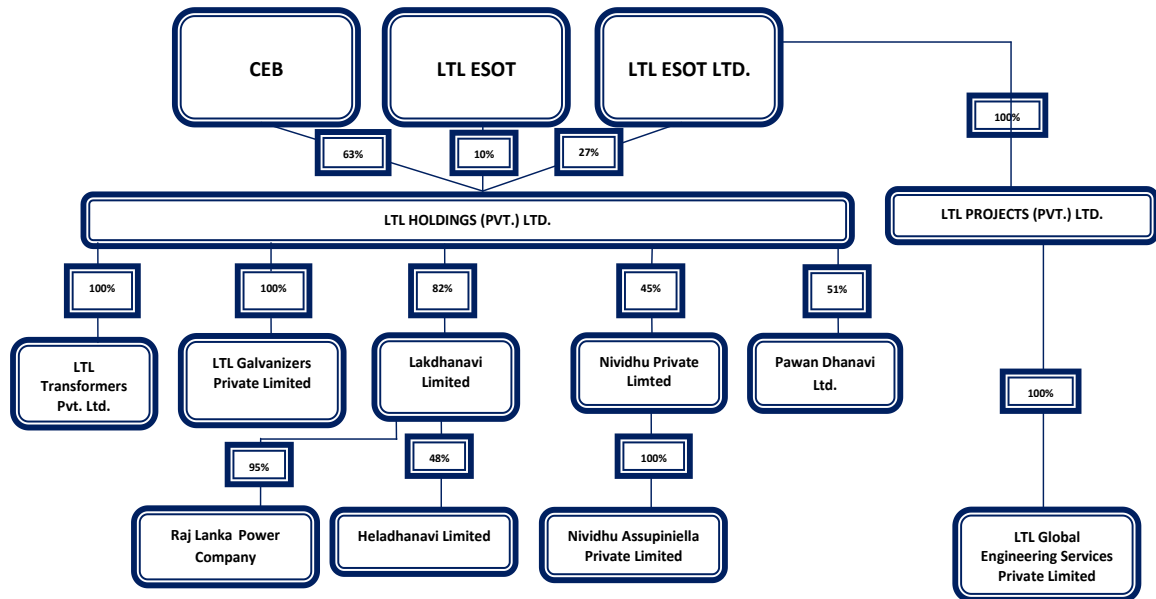 CEB
LTL ESOT
LTL ESOT LTD.
100%
63%
10%
27%
LTL HOLDINGS (PVT.) LTD.
LTL PROJECTS (PVT.) LTD.
100%
100%
82%
45%
51%
LTL
Transformers
Pvt. Ltd.
LTL Galvanizers
Private Limited
Lakdhanavi
Limited
Nividhu Private
Limted
Pawan Dhanavi
Ltd.
100%
95%
48%
100%
Raj Lanka Power
Company
Heladhanavi Limited
Nividhu Assupiniella
Private Limited
LTL Global
Engineering Services
Private Limited